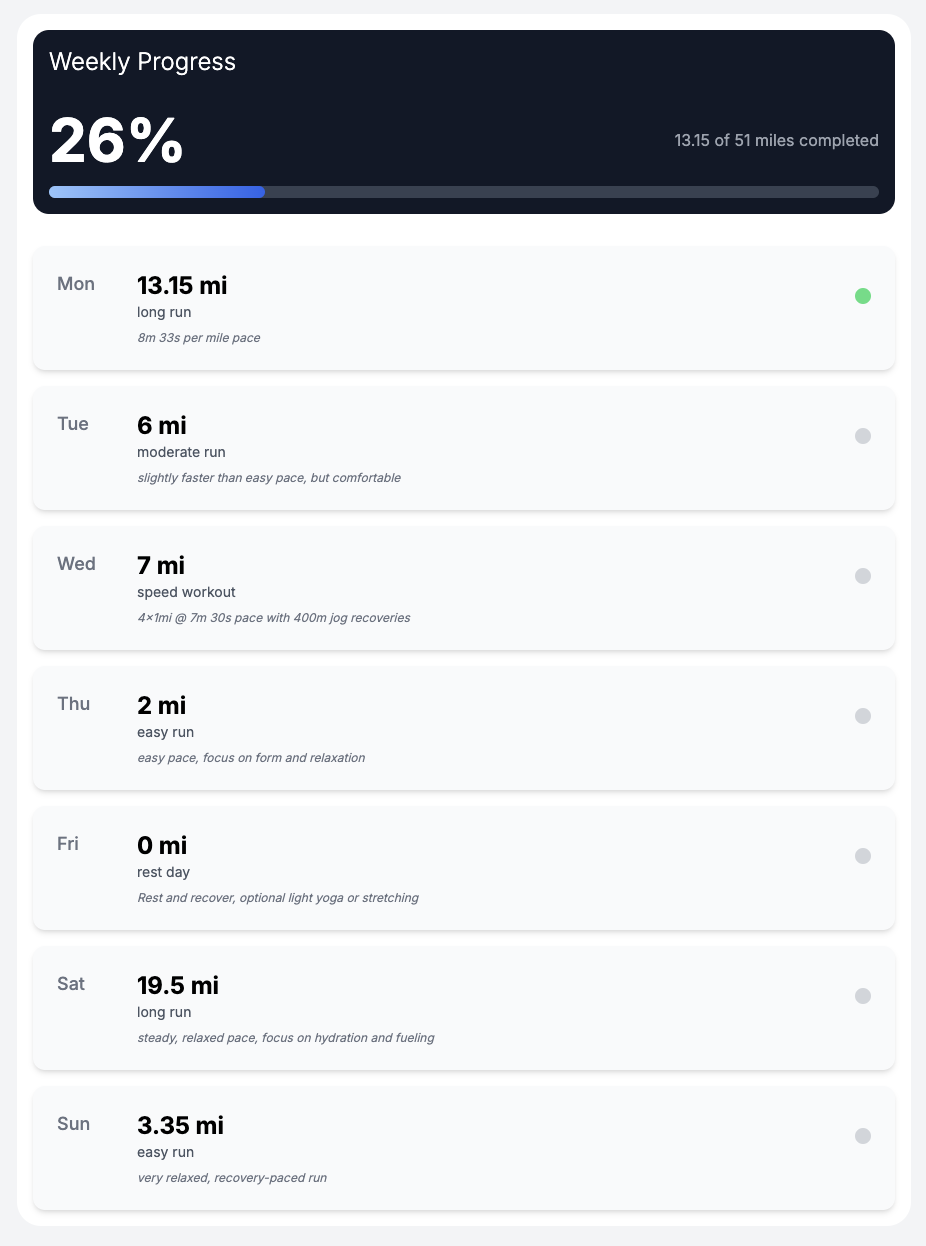 Weekly Progress
26%
13.15 of 51 miles completed
Mon
13.15 mi
long run
8m 33s per mile pace
Tue
6 mi
moderate run
slightly faster than easy pace, but comfortable
Wed
7 mi
speed workout
4x1mi @ 7m 30s pace with 400m jog recoveries
Thu
2 mi
easy run
easy pace, focus on form and relaxation
Fri
0 mi
rest day
Rest and recover, optional light yoga or stretching
Sat
19.5 mi
long run
steady, relaxed pace, focus on hydration and fueling
Sun
3.35 mi
easy run
very relaxed, recovery-paced run